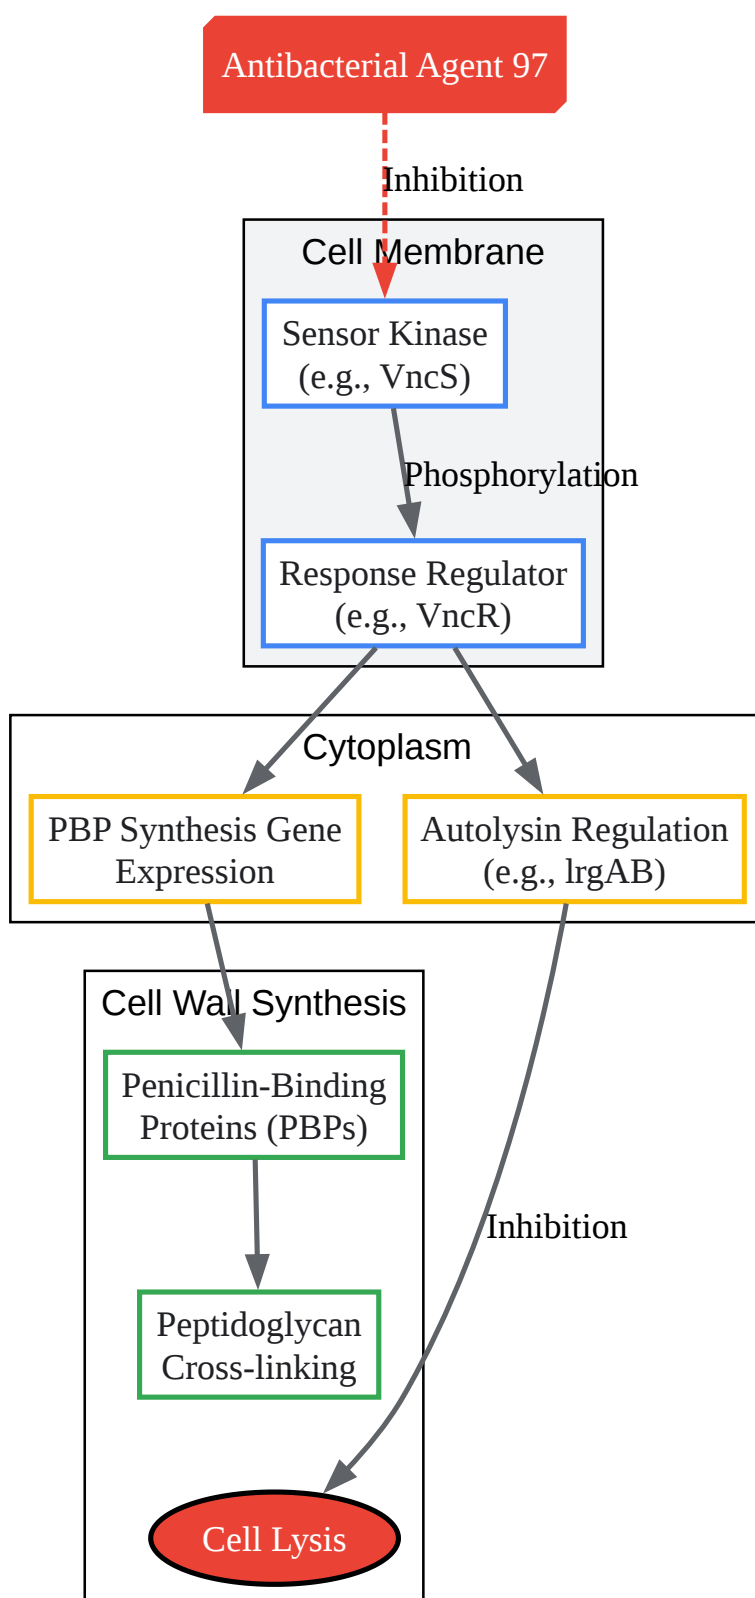 Antibacterial Agent 97
Inhibition
Cell Membrane
Sensor Kinase
(e.g., VncS)
Phosphorylation
Response Regulator
(e.g., VncR)
Cytoplasm
PBP Synthesis Gene
Expression
Autolysin Regulation
(e.g., lrgAB)
Cell Wall Synthesis
Penicillin-Binding
Proteins (PBPs)
Inhibition
Peptidoglycan
Cross-linking
Cell Lysis